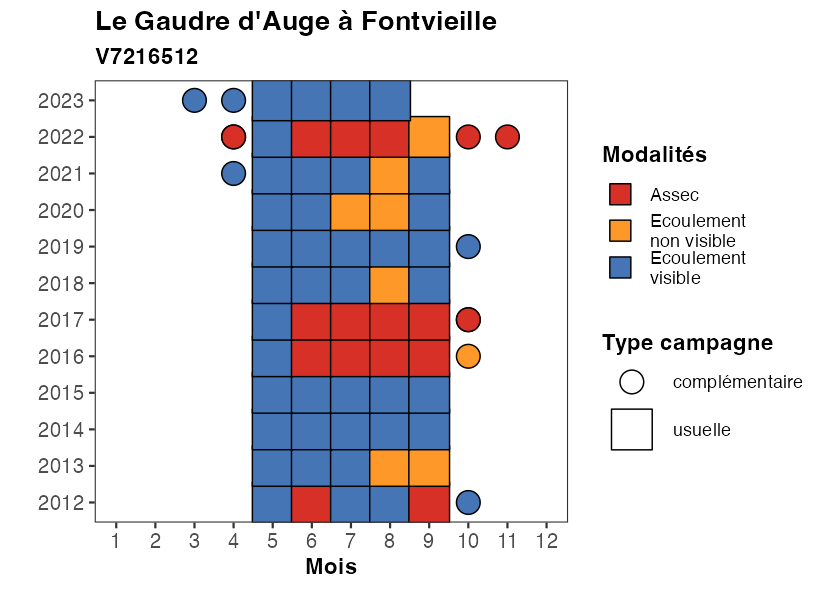 Le Gaudre d'Auge à Fontvieille
V7216512
2023
2022
2021
2020
2019
2018
2017
2016
2015
2014
2013
2012
1 2 3 4 5 6 7 8 9 10 11 12
Mois
Modalités
Assec
Ecoulement
non visible
Ecoulement
visible
Type campagne
complémentaire
usuelle